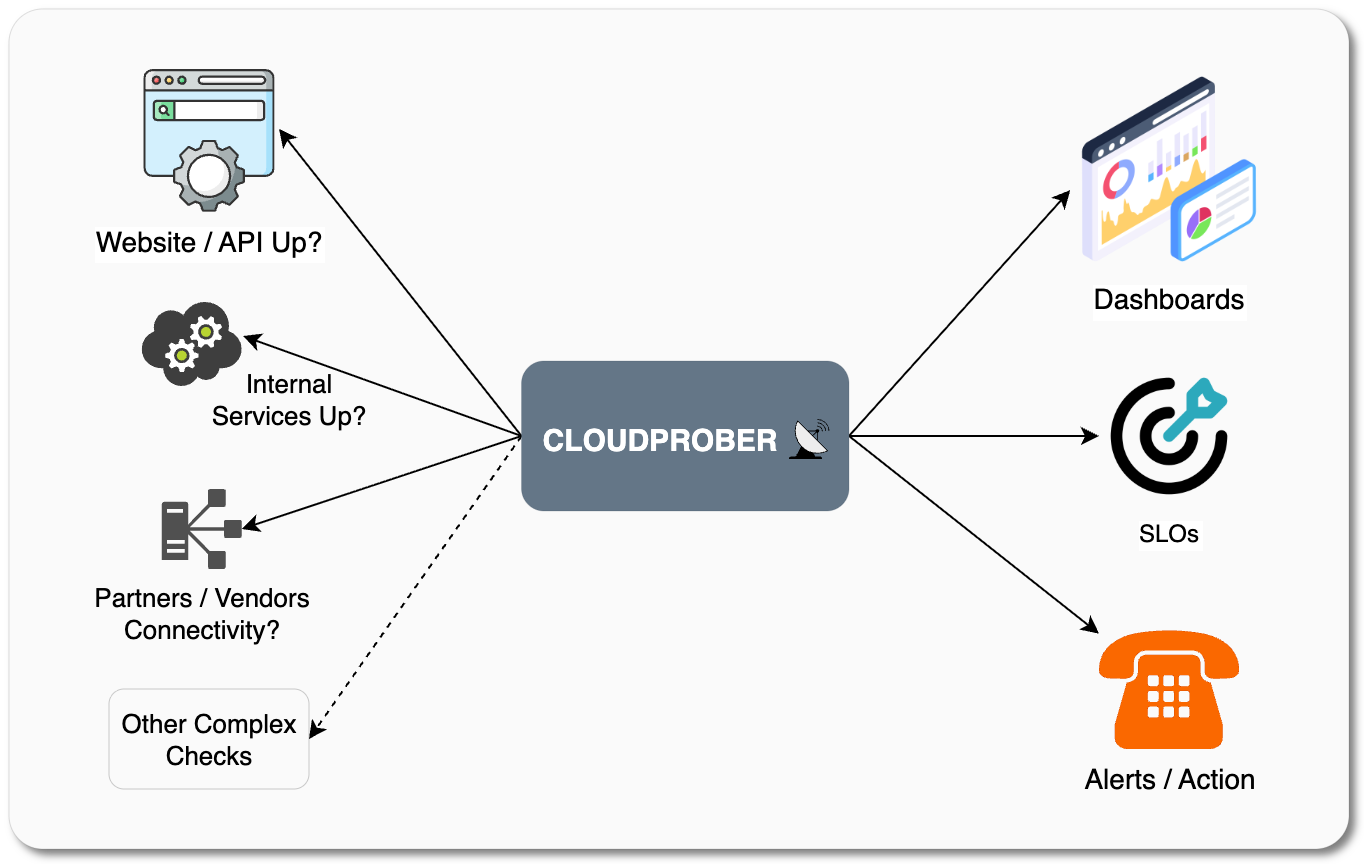 Website / API Up?
Internal
Services Up?
Partners / Vendors
Connectivity?
Other Complex
Checks
CLOUDPROBER
Dashboards
SLOs
Alerts / Action